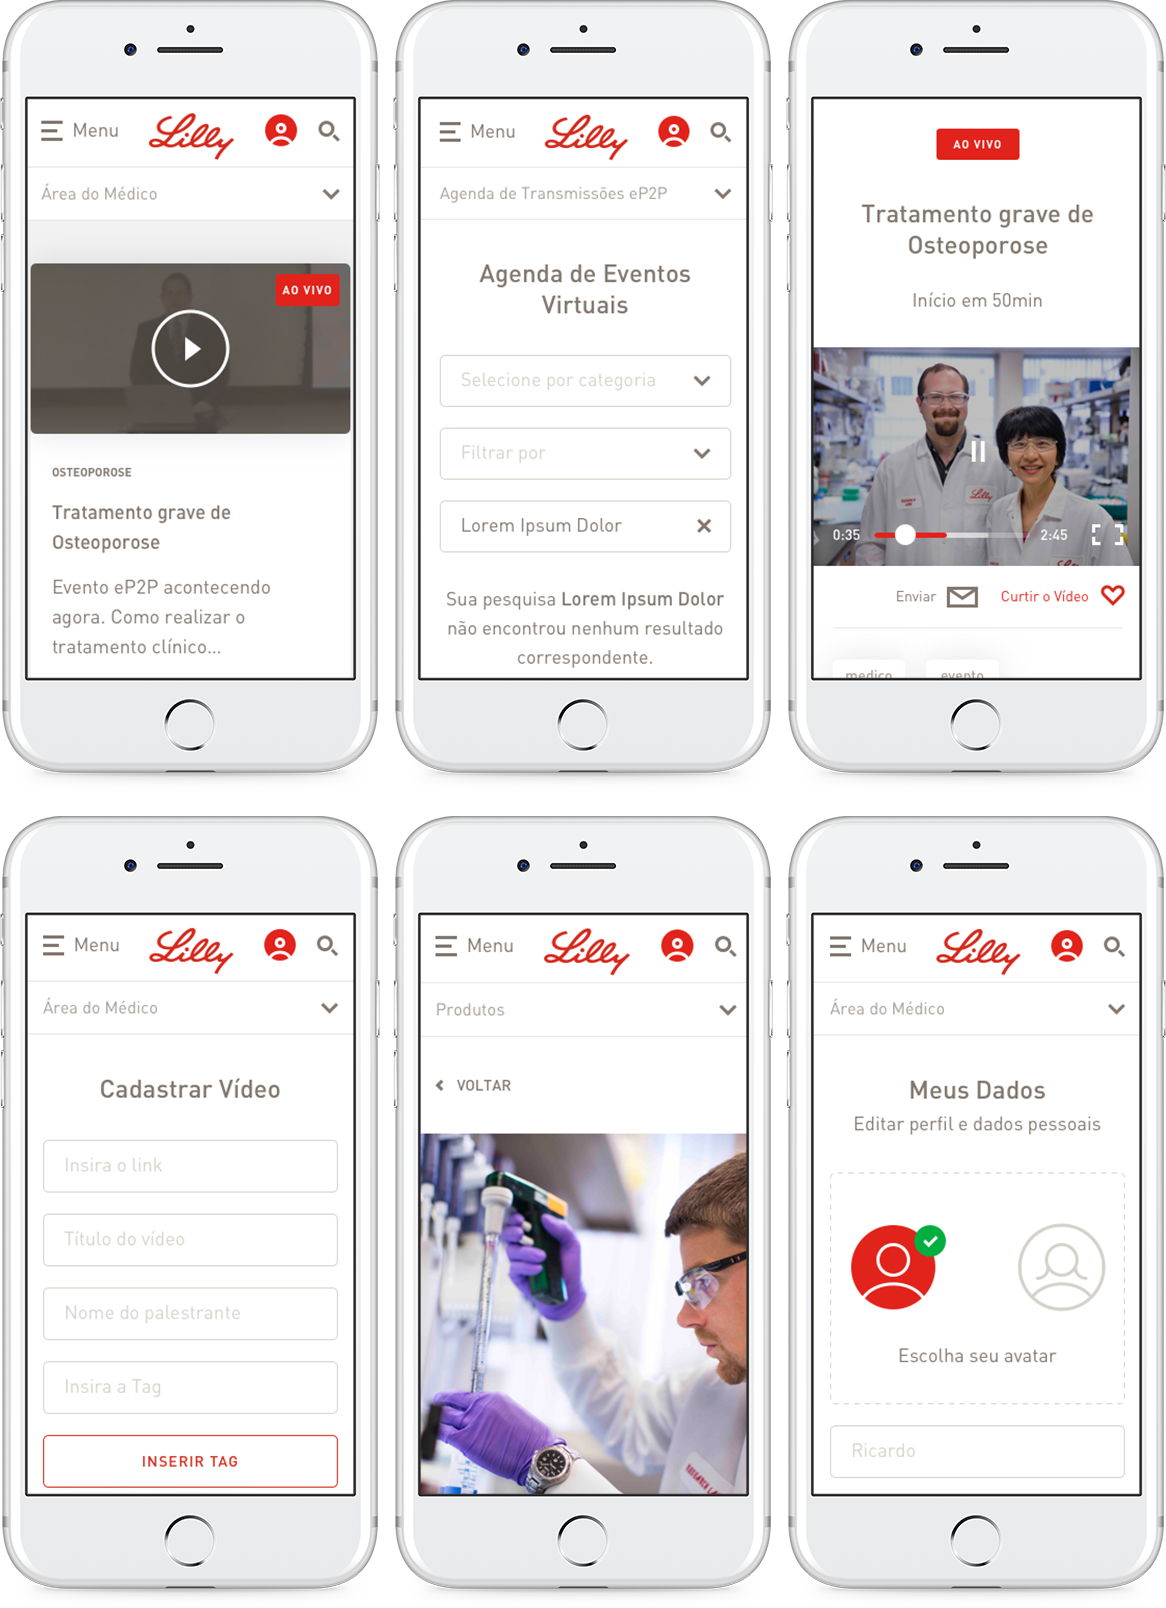 Menu Lilly
Área do Médico
AO VIVO
OSTEOPOROSE
Tratamento grave de
Osteoporose
Evento eP2P acontecendo
agora. Como realizar o
tratamento clínico...
Menu Lilly
Agenda de Transmissões eP2P
Agenda de Eventos
Virtuais
Selecione por categoria
Filtrar por
Lorem Ipsum Dolor
Sua pesquisa Lorem Ipsum Dolor
não encontrou nenhum resultado
correspondente.
AO VIVO
Tratamento grave de
Osteoporose
Início em 50min
Lilly
0:35 2:45
Enviar Curtir o Vídeo
medico evento
Menu Lilly
Área do Médico
Cadastrar Vídeo
Insira o link
Título do vídeo
Nome do palestrante
Insira a Tag
INSERIR TAG
Menu Lilly
Produtos
VOLTAR
Menu Lilly
Área do Médico
Meus Dados
Editar perfil e dados pessoais
Escolha seu avatar
Ricardo